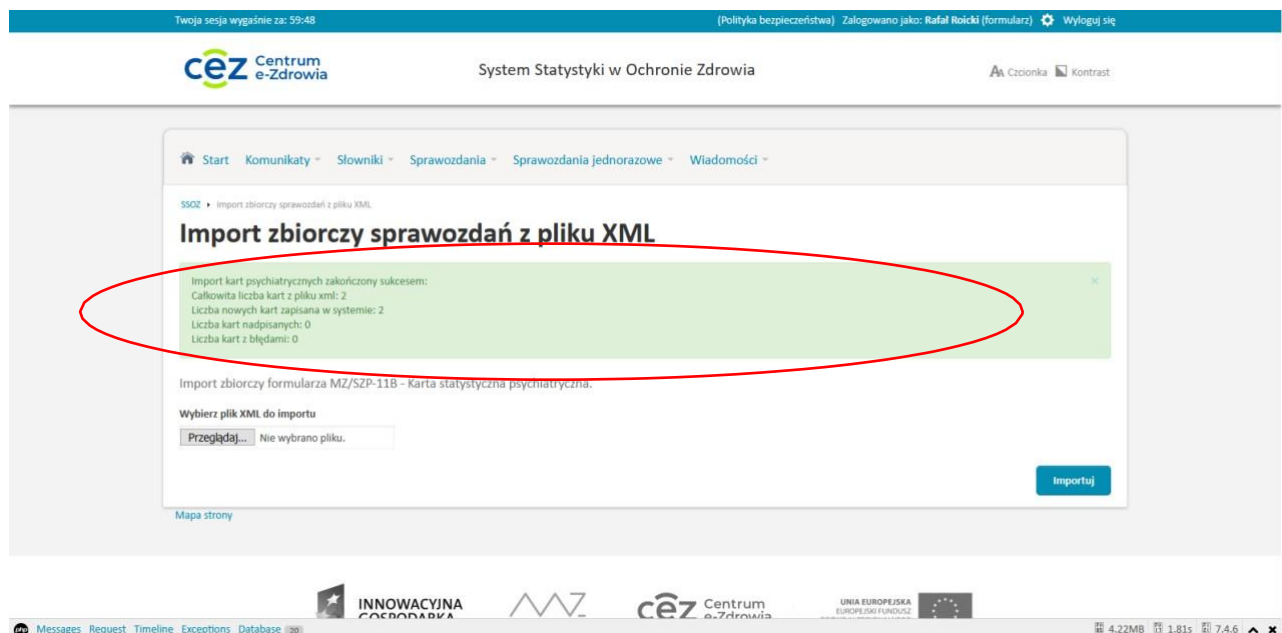 Twoja sesja wygaśnie za: 59:48 (Polityka bezpieczeństwa) Zalogowano jako: Rafał Roicki (formularz) Wyloguj się
cez Centrum e-Zdrowia
System Statystyki w Ochronie Zdrowia
AA Czcionka Kontrast
Start Komunikaty Słowniki Sprawozdania Sprawozdania jednorazowe Wiadomości
SSOZ Import zbiorczy sprawozdań z pliku XML
Import zbiorczy sprawozdań z pliku XML
Import kart psychiatrycznych zakończony sukcesem:
Całkowita liczba kart z pliku xml: 2
Liczba nowych kart zapisana w systemie: 2
Liczba kart nadpisanych: 0
Liczba kart z błędami: 0
×
Import zbiorczy formularza MZ/SZP-11B - Karta statystyczna psychiatryczna.
Wybierz plik XML do importu
Przeglądaj... Nie wybrano pliku.
Importuj
Mapa strony
INNOWACYJNA
GOSPODARKA
cez Centrum
e-Zdrowia
UNIA EUROPEJSKA
EUROPEJSKI FUNDUSZ
php Messages Request Timeline Exceptions Database 20 4.22MB 1.81s 7.4.6